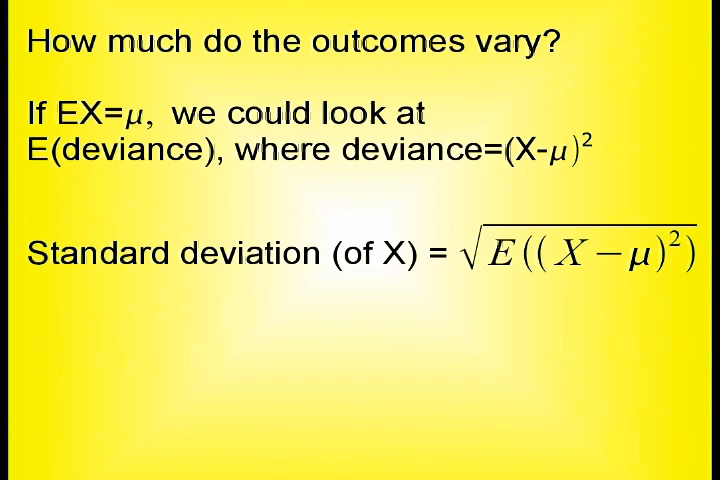 How much do the outcomes vary?
If EX=μ, we could look at
E(deviance), where deviance=(X-μ)²
Standard deviation (of X) = √E((X−μ)²)